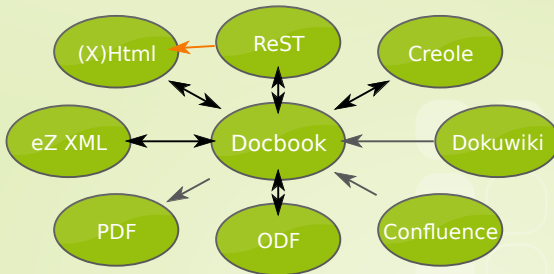 ReST
(X)Html
Creole
eZ XML
Docbook
Dokuwiki
PDF
ODF
Confluence